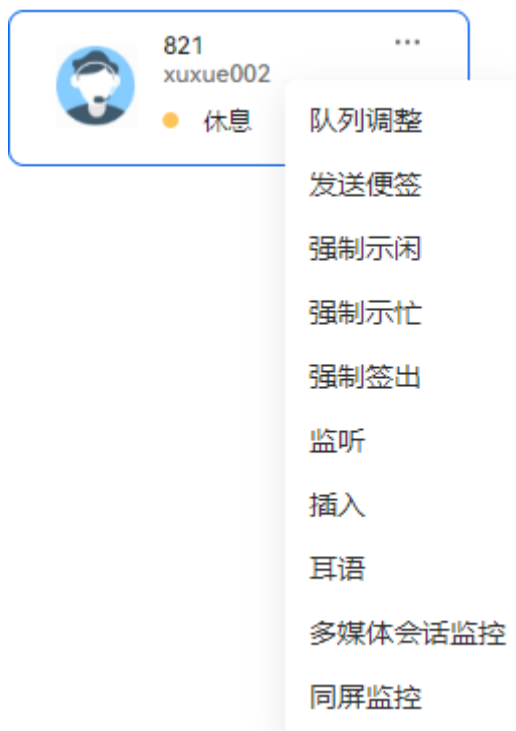 821
xuxue002
休息
队列调整
发送便签
强制示闲
强制示忙
强制签出
监听
插入
耳语
多媒体会话监控
同屏监控